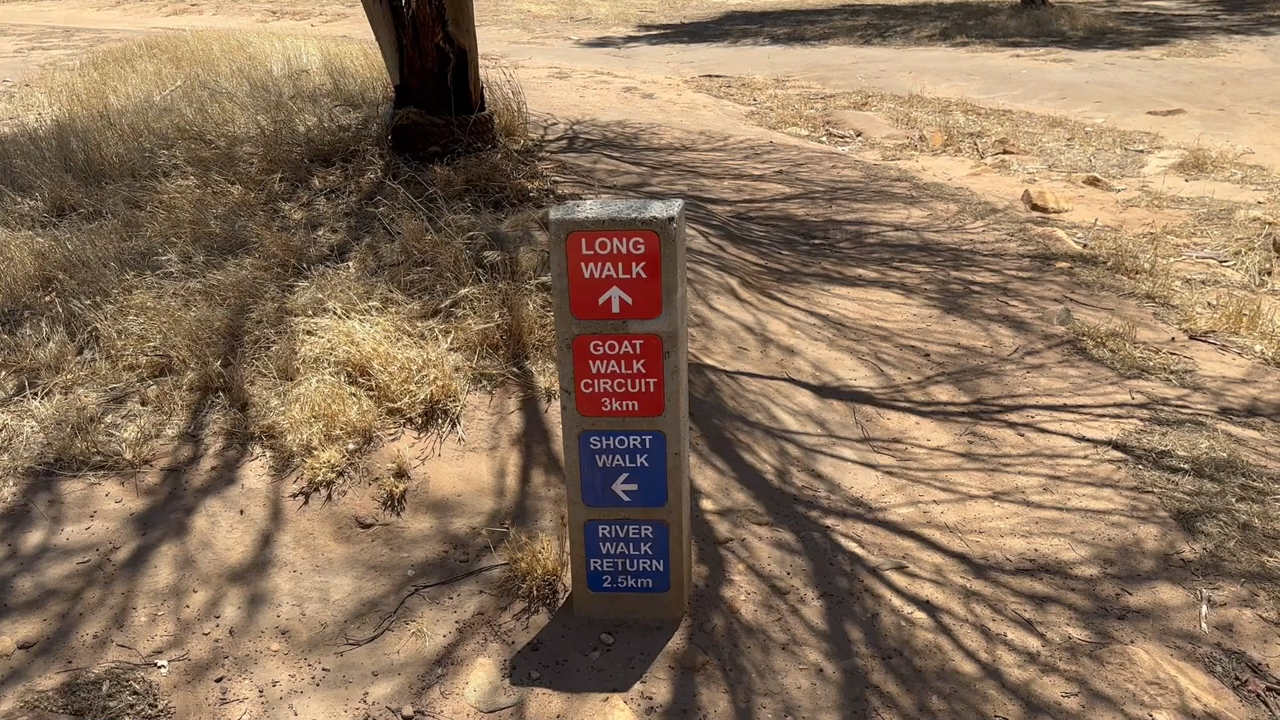 LONG
WALK
↑
GOAT
WALK
CIRCUIT
3km
SHORT
WALK
←
RIVER
WALK
RETURN
2.5km